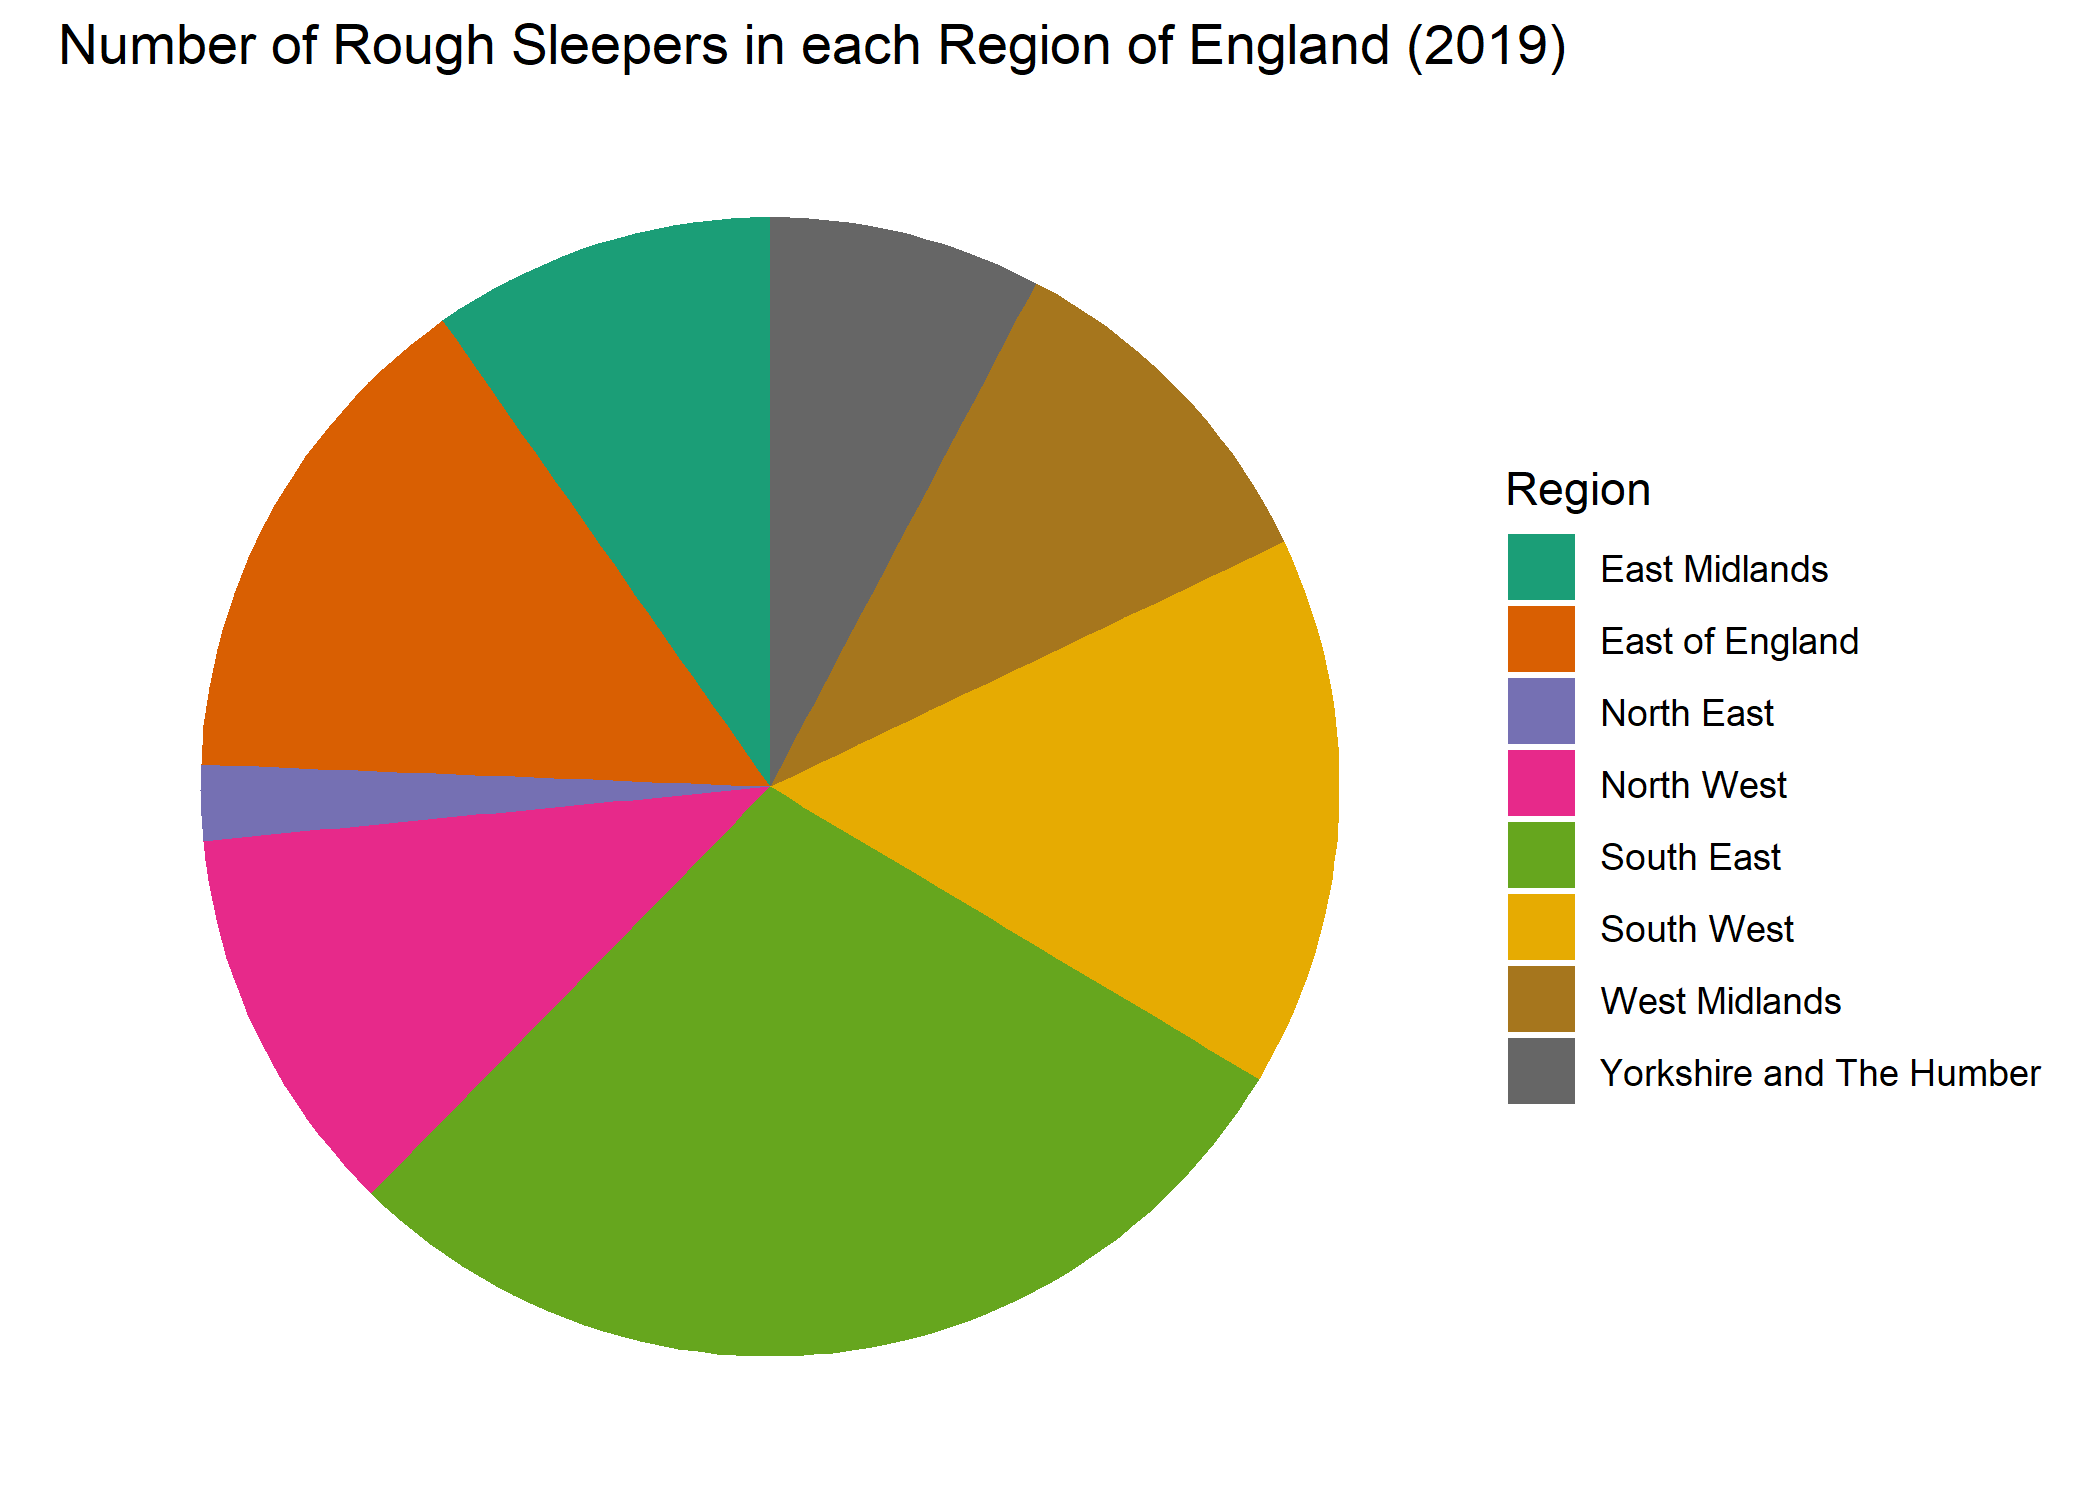 Number of Rough Sleepers in each Region of England (2019)
Region
East Midlands
East of England
North East
North West
South East
South West
West Midlands
Yorkshire and The Humber